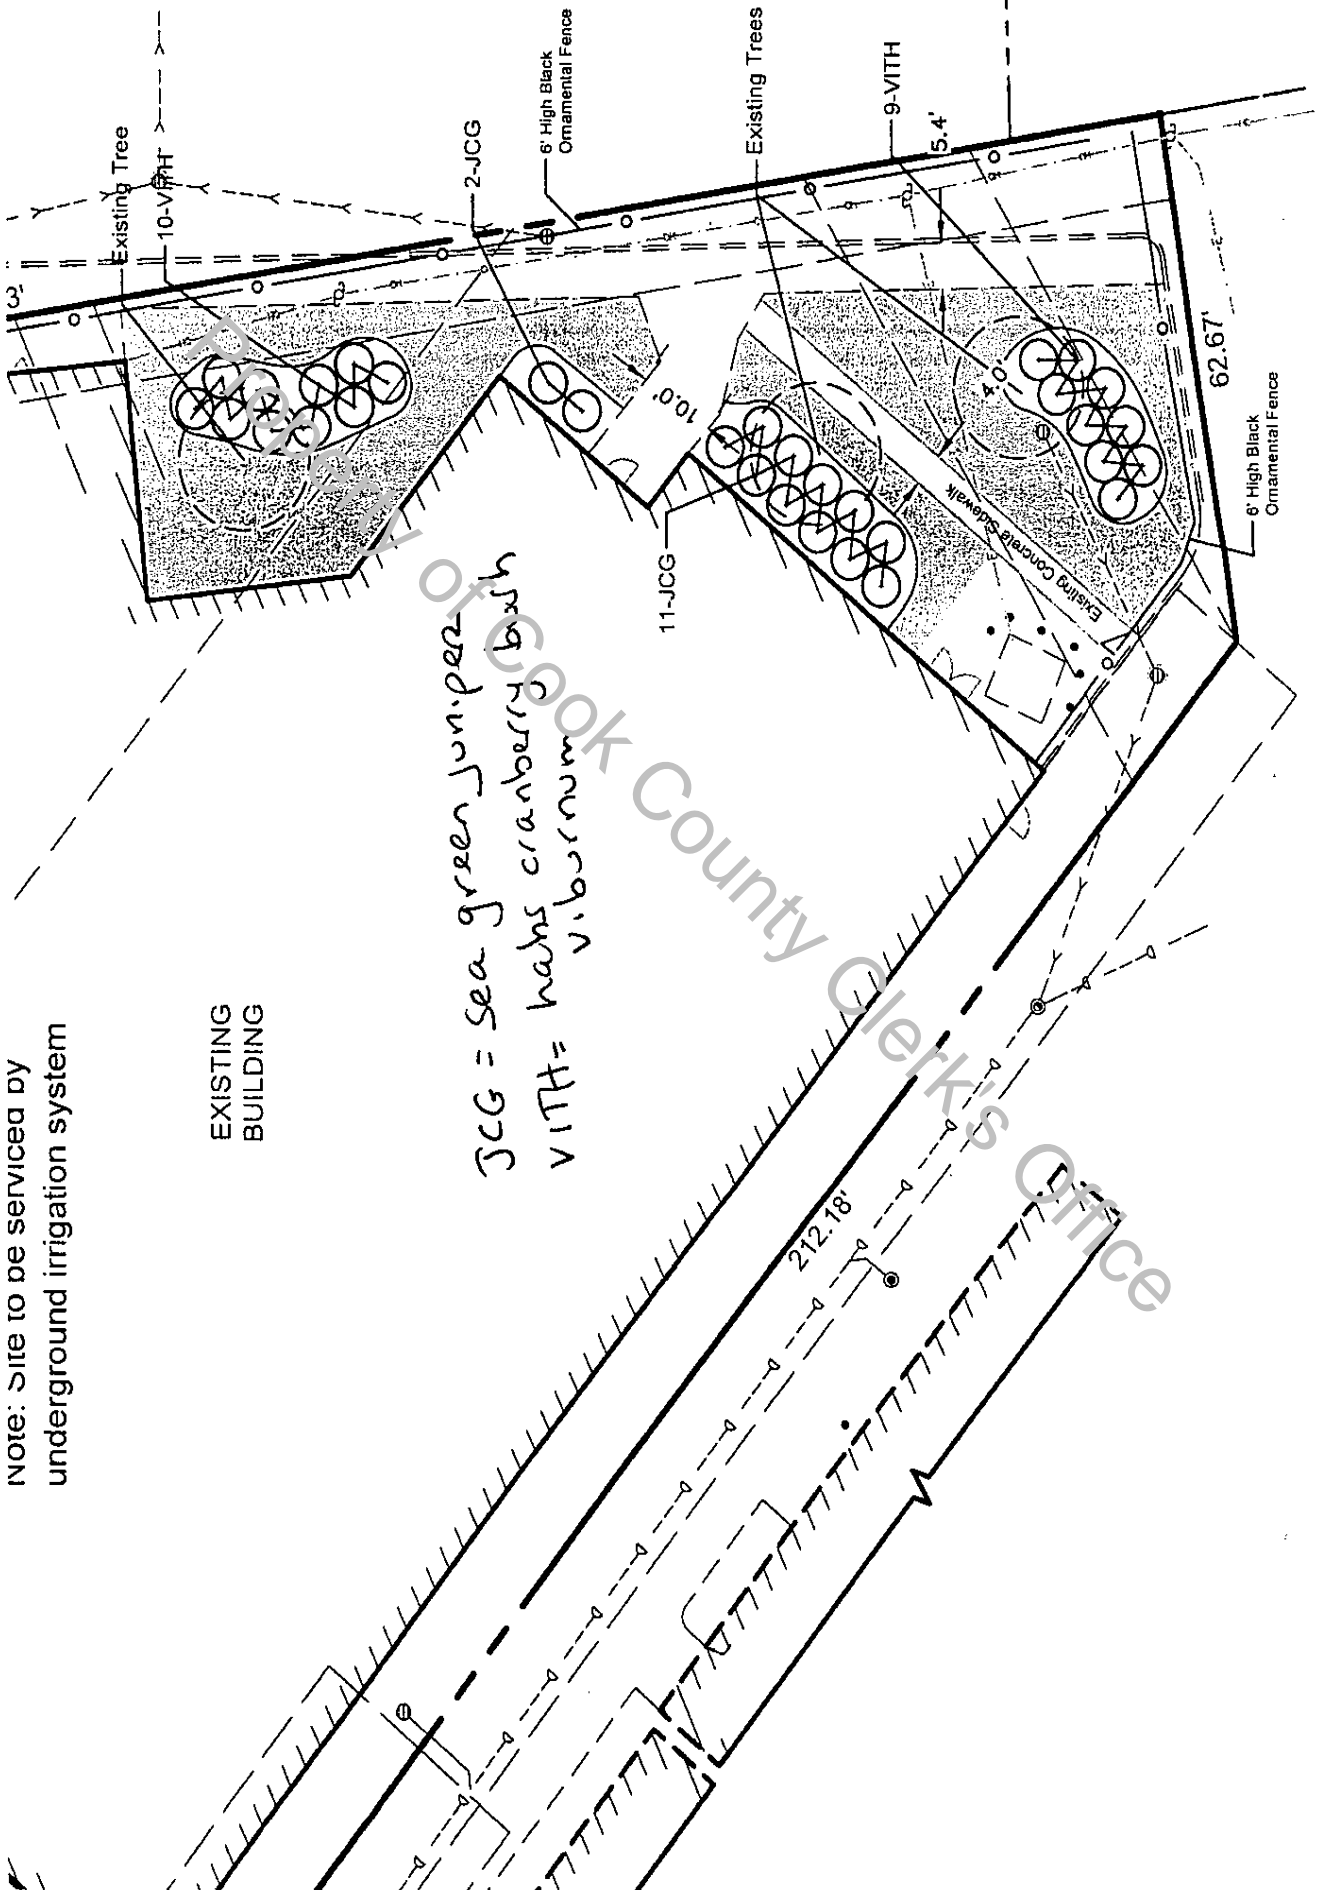 Note: Site to be serviced by
underground irrigation system
EXISTING
BUILDING
JCG = Sea green juniper
VITH = hahs cranberry bush
viburnum
3'
Existing Tree
10-VITH
2-JCG
6' High Black
Ornamental Fence
Existing Trees
9-VITH
5.4'
10.0'
4.0'
11-JCG
Existing Concrete Sidewalk
62.67'
6' High Black
Ornamental Fence
212.18'
Property of Cook County Clerk's Office